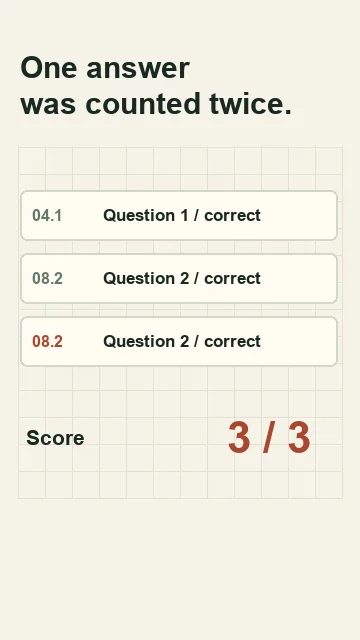 One answer
was counted twice.
04.1 Question 1 / correct
08.2 Question 2 / correct
08.2 Question 2 / correct
Score 3 / 3